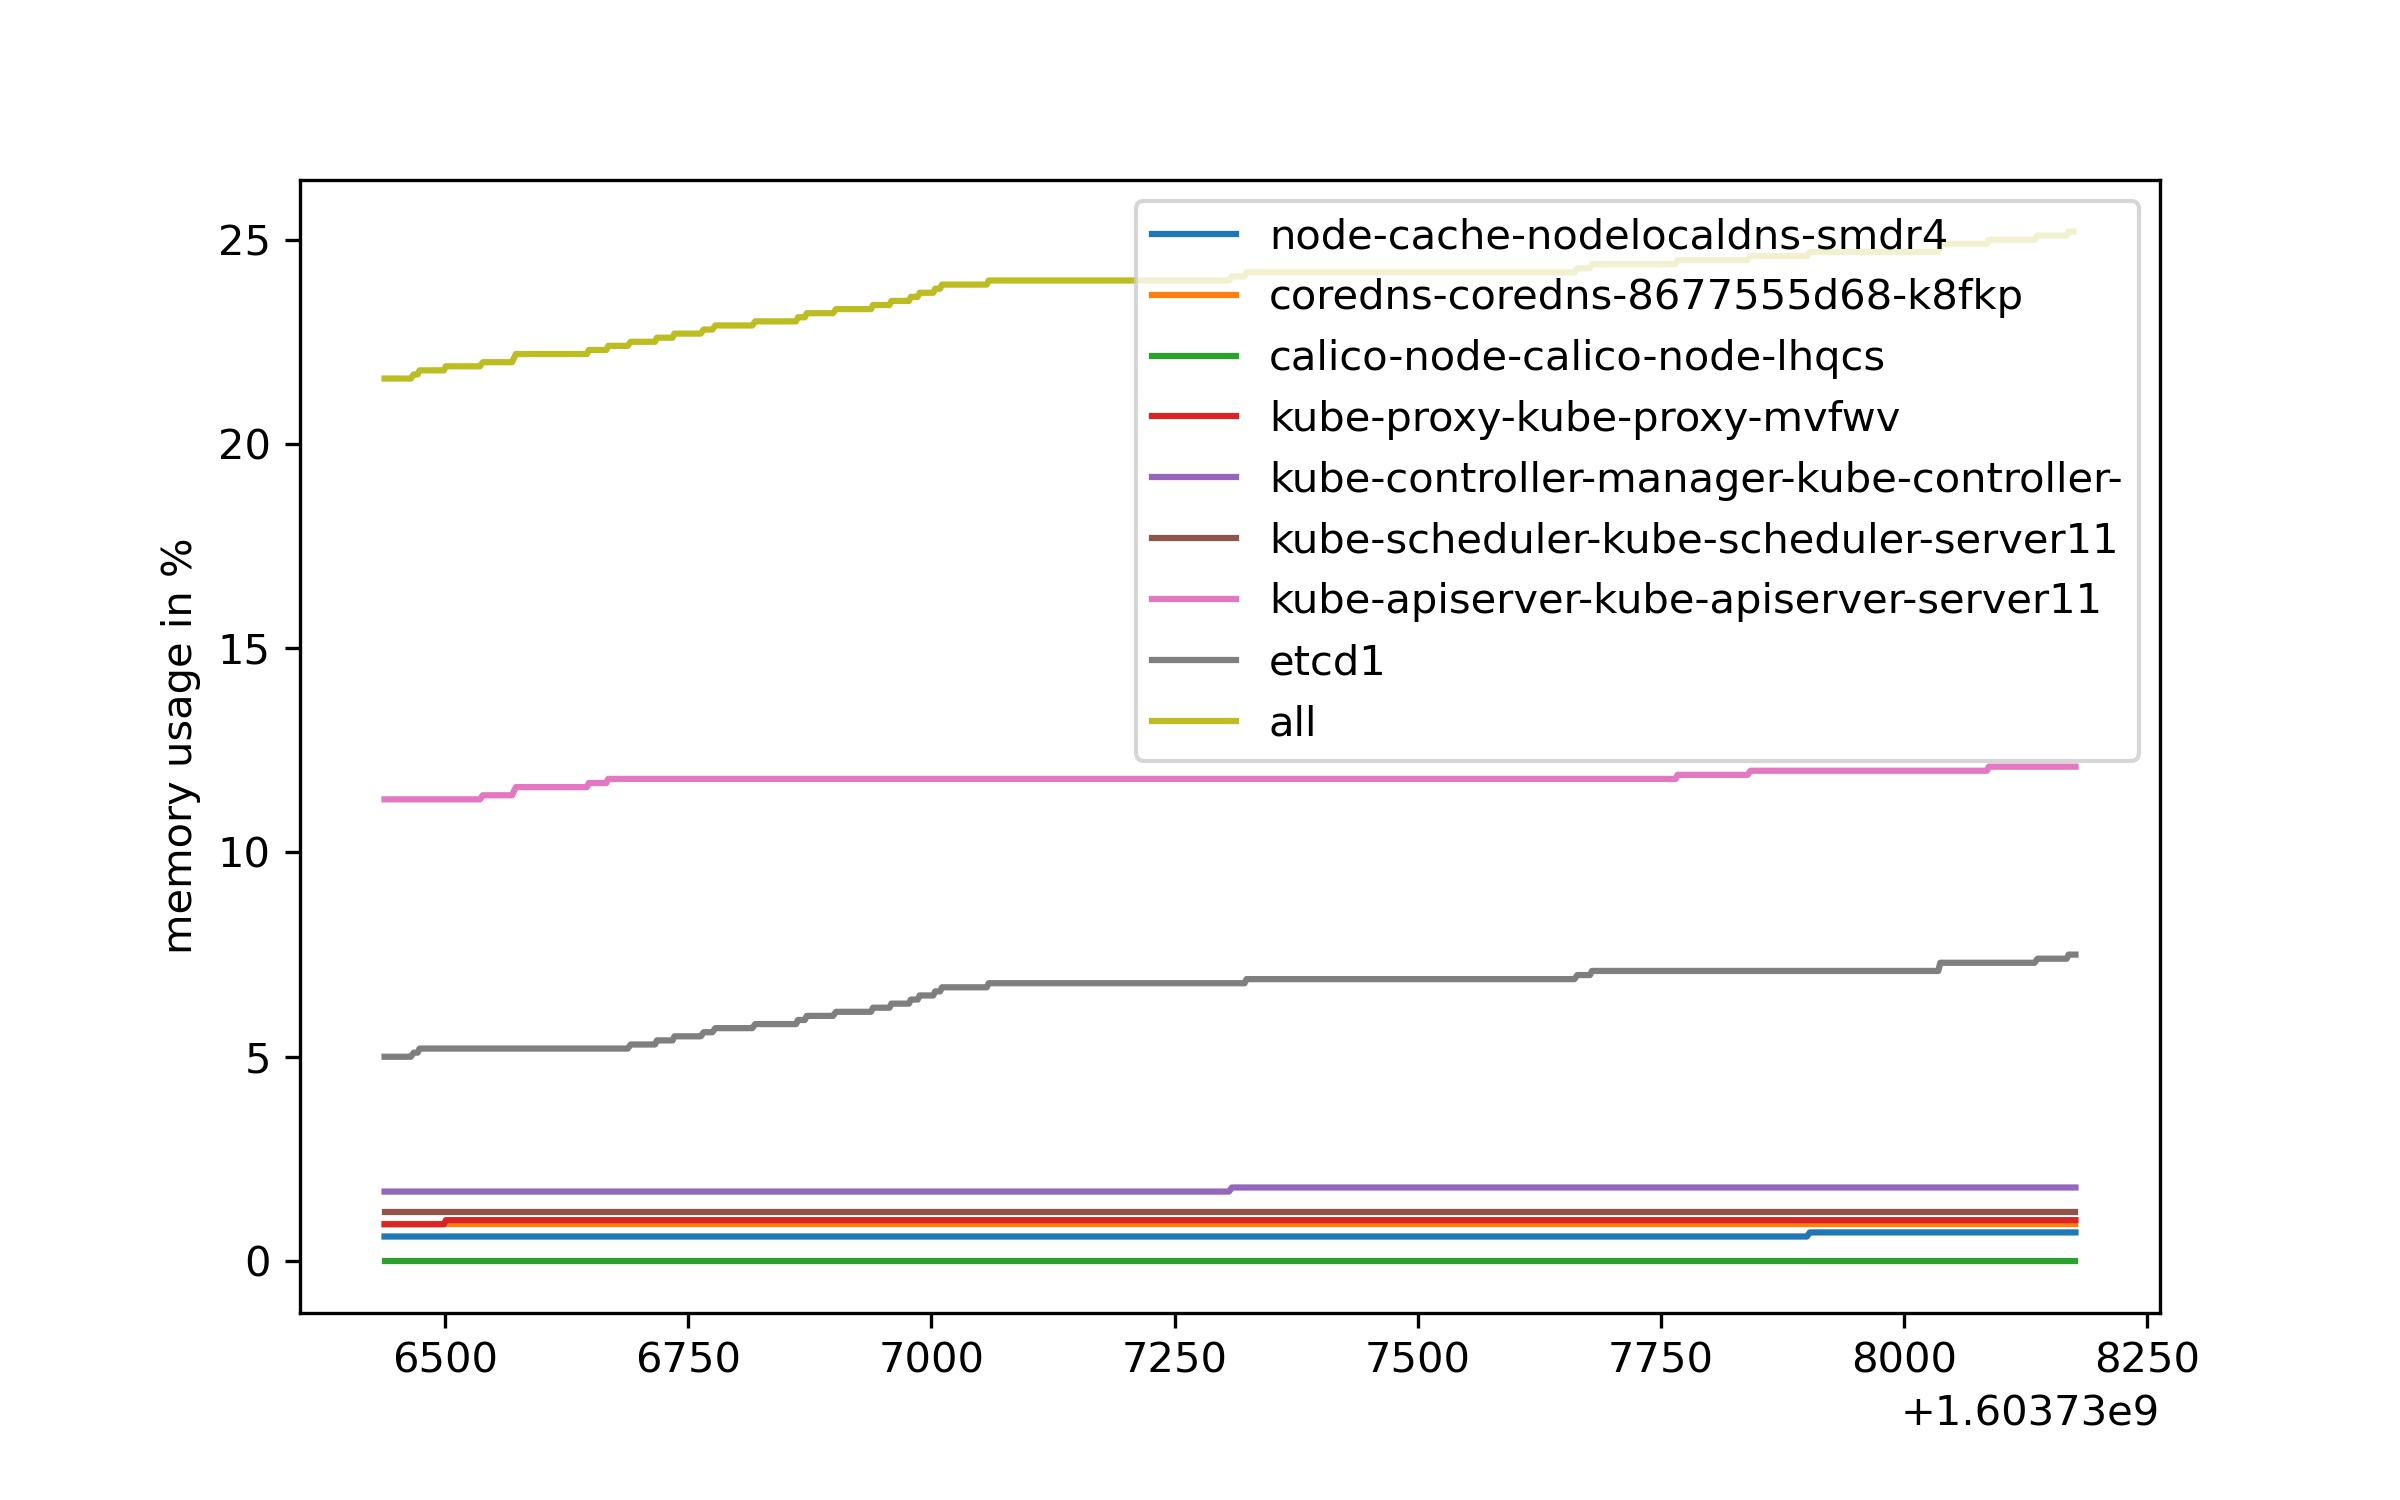 25
20
15
10
5
0
memory usage in %
node-cache-nodelocaldns-smdr4
coredns-coredns-8677555d68-k8fkp
calico-node-calico-node-lhqcs
kube-proxy-kube-proxy-mvfwv
kube-controller-manager-kube-controller-
kube-scheduler-kube-scheduler-server11
kube-apiserver-kube-apiserver-server11
etcd1
all
6500 6750 7000 7250 7500 7750 8000 8250
+1.60373e9